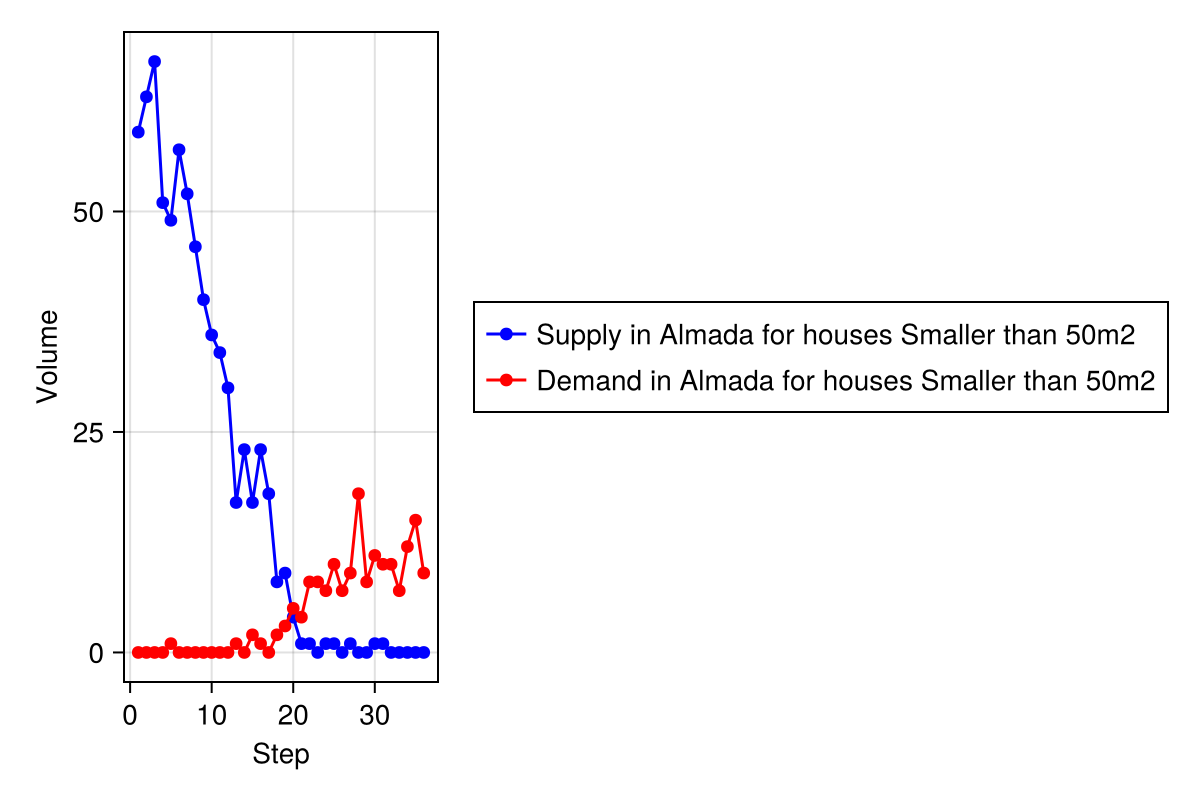 Volume
50
25
0
0 10 20 30
Step
Supply in Almada for houses Smaller than 50m2
Demand in Almada for houses Smaller than 50m2